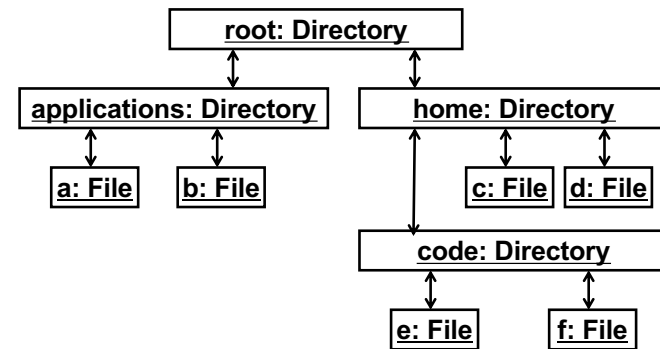 root: Directory
applications: Directory
home: Directory
a: File
b: File
c: File
d: File
code: Directory
e: File
f: File